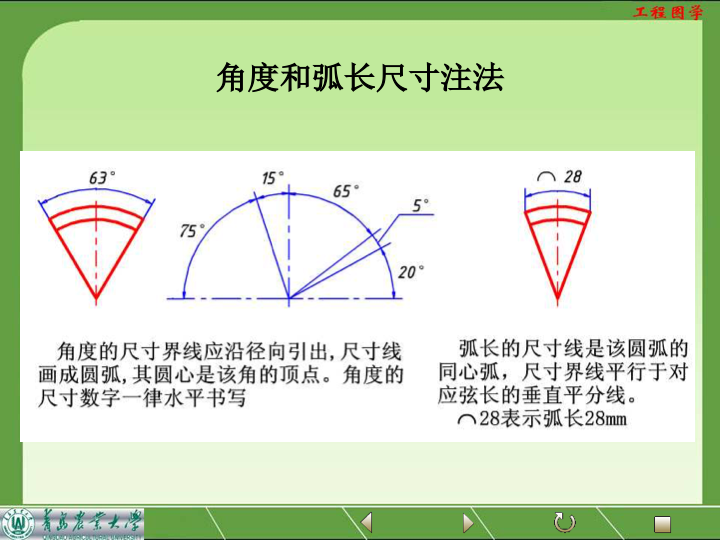 工程图学
角度和弧长尺寸注法
63°
15°
65°
5°
75°
20°
⌒ 28
角度的尺寸界线应沿径向引出,尺寸线
画成圆弧,其圆心是该角的顶点。角度的
尺寸数字一律水平书写
弧长的尺寸线是该圆弧的
同心弧，尺寸界线平行于对
应弦长的垂直平分线。
⌒28表示弧长28mm
青岛农业大学